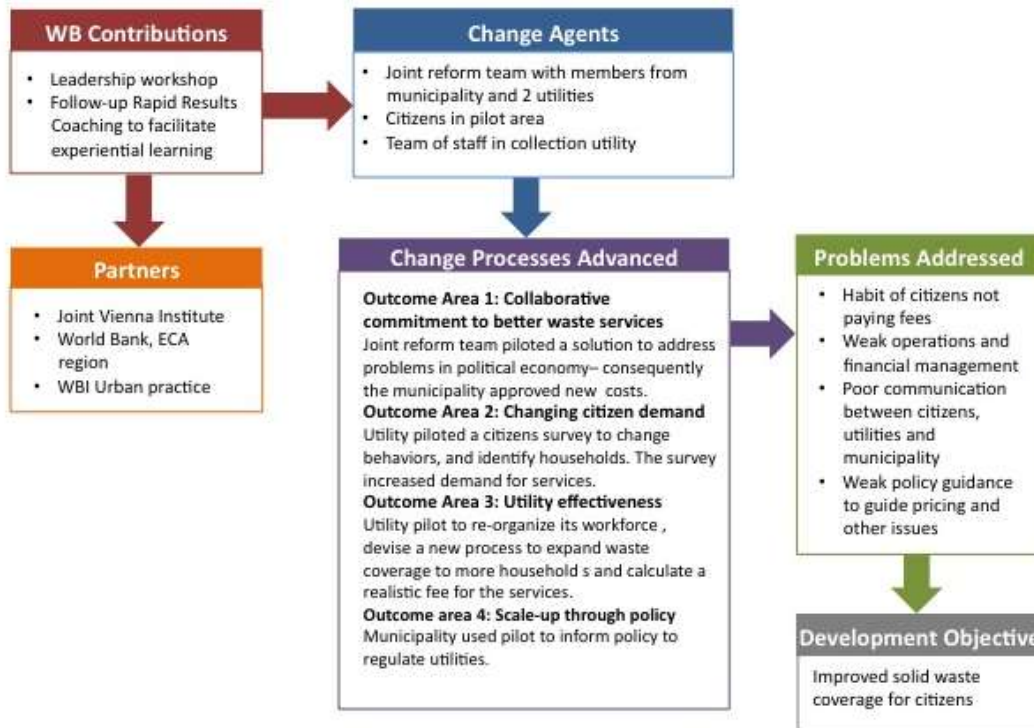 WB Contributions
• Leadership workshop
• Follow-up Rapid Results
Coaching to facilitate
experiential learning
Change Agents
• Joint reform team with members from
municipality and 2 utilities
• Citizens in pilot area
• Team of staff in collection utility
Partners
• Joint Vienna Institute
• World Bank, ECA
region
• WBI Urban practice
Change Processes Advanced
Outcome Area 1: Collaborative
commitment to better waste services
Joint reform team piloted a solution to address
problems in political economy– consequently
the municipality approved new  costs.
Outcome Area 2: Changing citizen demand
Utility piloted a citizens survey to change
behaviors, and identify households. The survey
increased demand for services.
Outcome Area 3: Utility effectiveness
Utility pilot to re-organize its workforce ,
devise a new process to expand waste
coverage to more household s and calculate a
realistic fee for the services.
Outcome area 4: Scale-up through policy
Municipality used pilot to inform policy to
regulate utilities.
Problems Addressed
• Habit of citizens not
paying fees
• Weak operations and
financial management
• Poor communication
between citizens,
utilities and
municipality
• Weak policy guidance
to guide pricing and
other issues
Development Objective
Improved solid waste
coverage for citizens